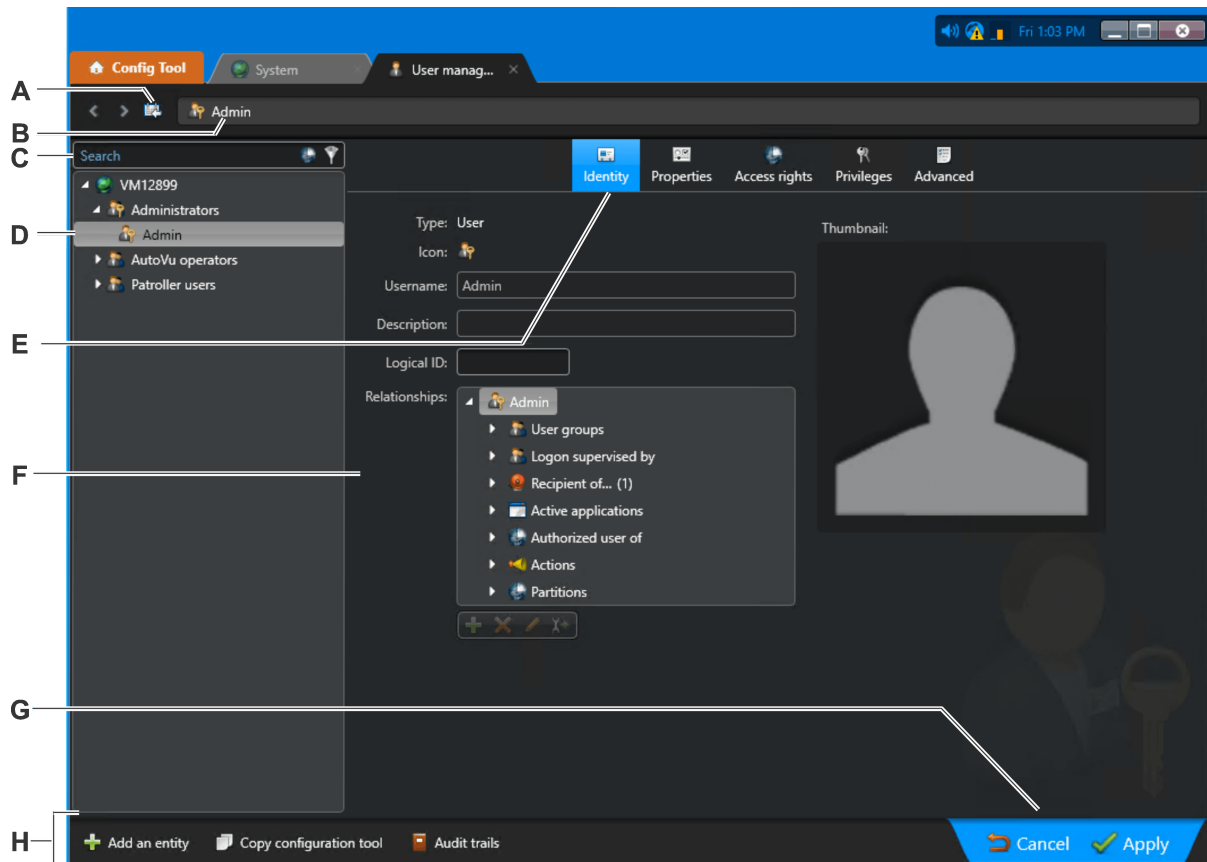 Fri 1:03 PM
Config Tool
System
User manag...
A
Admin
B
C
Search
VM12899
Administrators
D
Admin
AutoVu operators
Patroller users
Identity
Properties
Access rights
Privileges
Advanced
Type: User
Icon:
Username: Admin
Description:
E
Logical ID:
Relationships:
Admin
User groups
Logon supervised by
F
Recipient of... (1)
Active applications
Authorized user of
Actions
Partitions
Thumbnail:
G
H
Add an entity
Copy configuration tool
Audit trails
Cancel
Apply